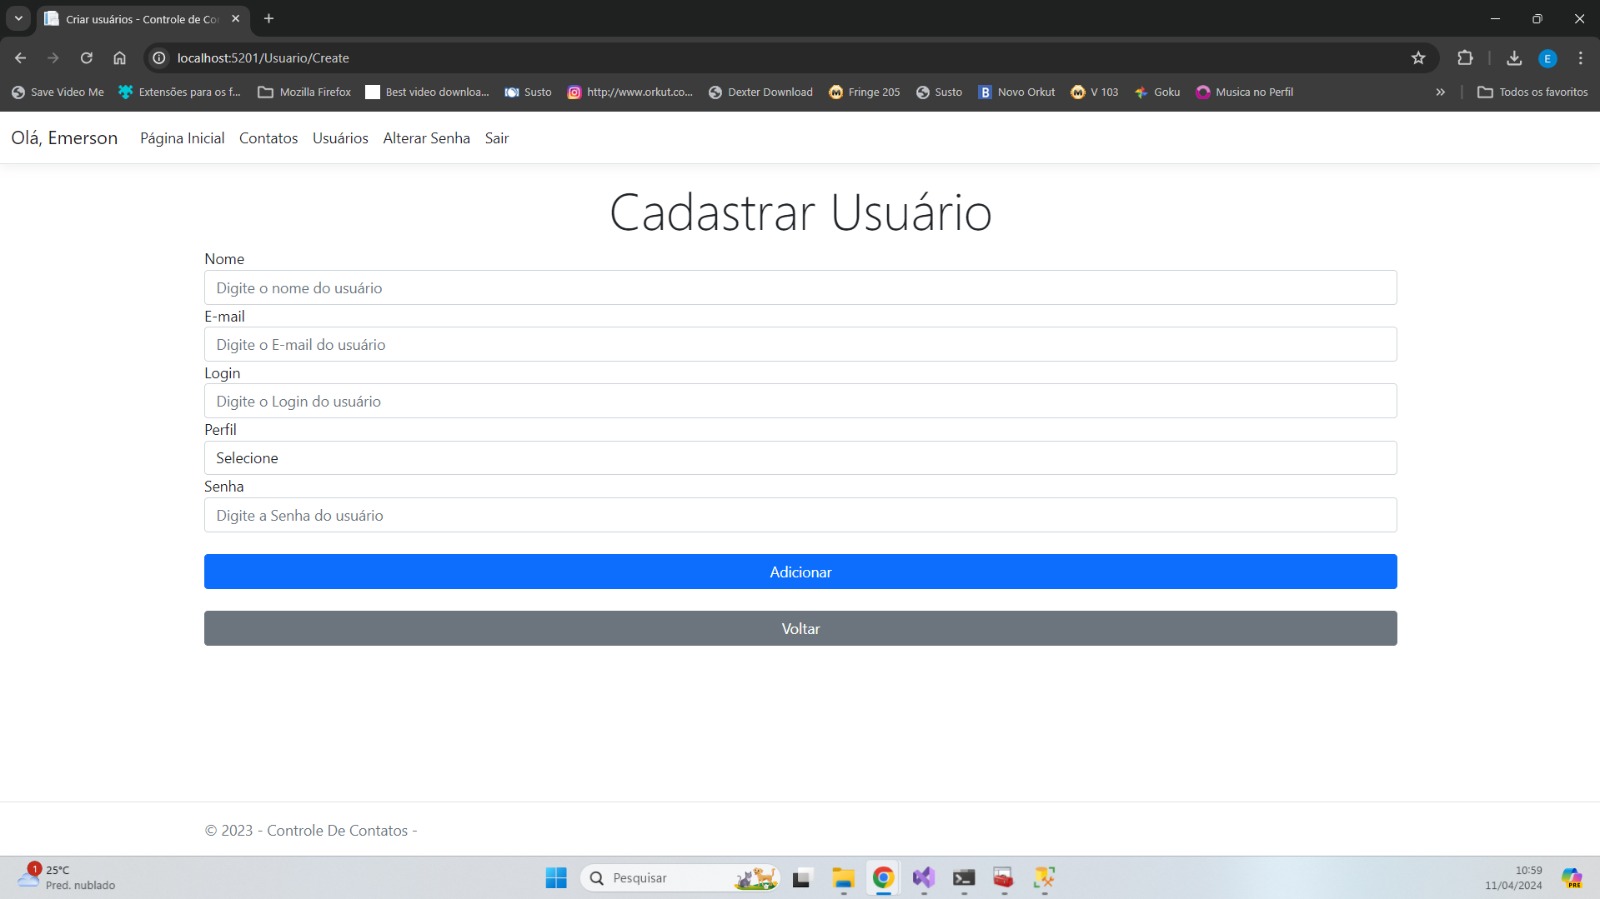 Criar usuários - Controle de Co
localhost:5201/Usuario/Create
E
Save Video Me
Extensões para os f...
Mozilla Firefox
Best video downloa...
Susto
http://www.orkut.co...
Dexter Download
Fringe 205
Susto
Novo Orkut
V 103
Goku
Musica no Perfil
»
Todos os favoritos
Olá, Emerson
Página Inicial
Contatos
Usuários
Alterar Senha
Sair
Cadastrar Usuário
Nome
Digite o nome do usuário
E-mail
Digite o E-mail do usuário
Login
Digite o Login do usuário
Perfil
Selecione
Senha
Digite a Senha do usuário
Adicionar
Voltar
© 2023 - Controle De Contatos -
1
25°C
Pred. nublado
Pesquisar
10:59
11/04/2024
PRE